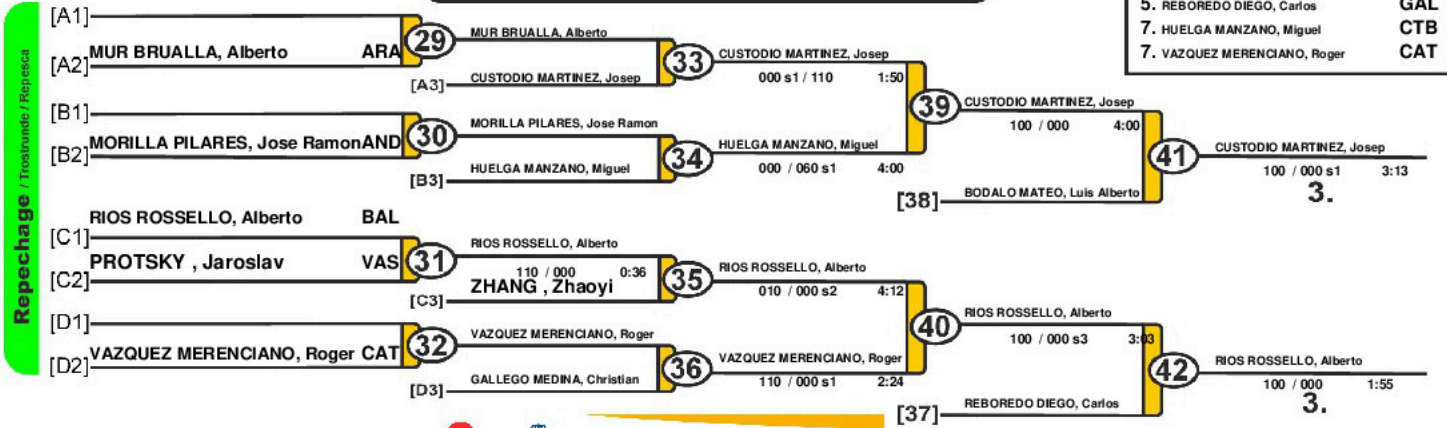 5. REBOREDO DIEGO, Carlos GAL
7. HUELGA MANZANO, Miguel CTB
7. VAZQUEZ MERENCIANO, Roger CAT
Repechage / Trostrunde / Repesca
[A1]
[A2] MUR BRUALLA, Alberto ARA
29
MUR BRUALLA, Alberto
[A3] CUSTODIO MARTINEZ, Josep
33
CUSTODIO MARTINEZ, Josep
000 s1 / 110 1:50
[B1]
[B2] MORILLA PILARES, Jose Ramon AND
30
MORILLA PILARES, Jose Ramon
[B3] HUELGA MANZANO, Miguel
34
HUELGA MANZANO, Miguel
000 / 060 s1 4:00
39
CUSTODIO MARTINEZ, Josep
100 / 000 4:00
[38] BODALO MATEO, Luis Alberto
41
CUSTODIO MARTINEZ, Josep
100 / 000 s1 3:13
3.
RIOS ROSSELLO, Alberto BAL
[C1]
[C2] PROTSKY , Jaroslav VAS
31
RIOS ROSSELLO, Alberto
110 / 000 0:36
[C3] ZHANG , Zhaoyi
35
RIOS ROSSELLO, Alberto
010 / 000 s2 4:12
[D1]
[D2] VAZQUEZ MERENCIANO, Roger CAT
32
VAZQUEZ MERENCIANO, Roger
[D3] GALLEGO MEDINA, Christian
36
VAZQUEZ MERENCIANO, Roger
110 / 000 s1 2:24
40
RIOS ROSSELLO, Alberto
100 / 000 s3 3:03
[37] REBOREDO DIEGO, Carlos
42
RIOS ROSSELLO, Alberto
100 / 000 1:55
3.